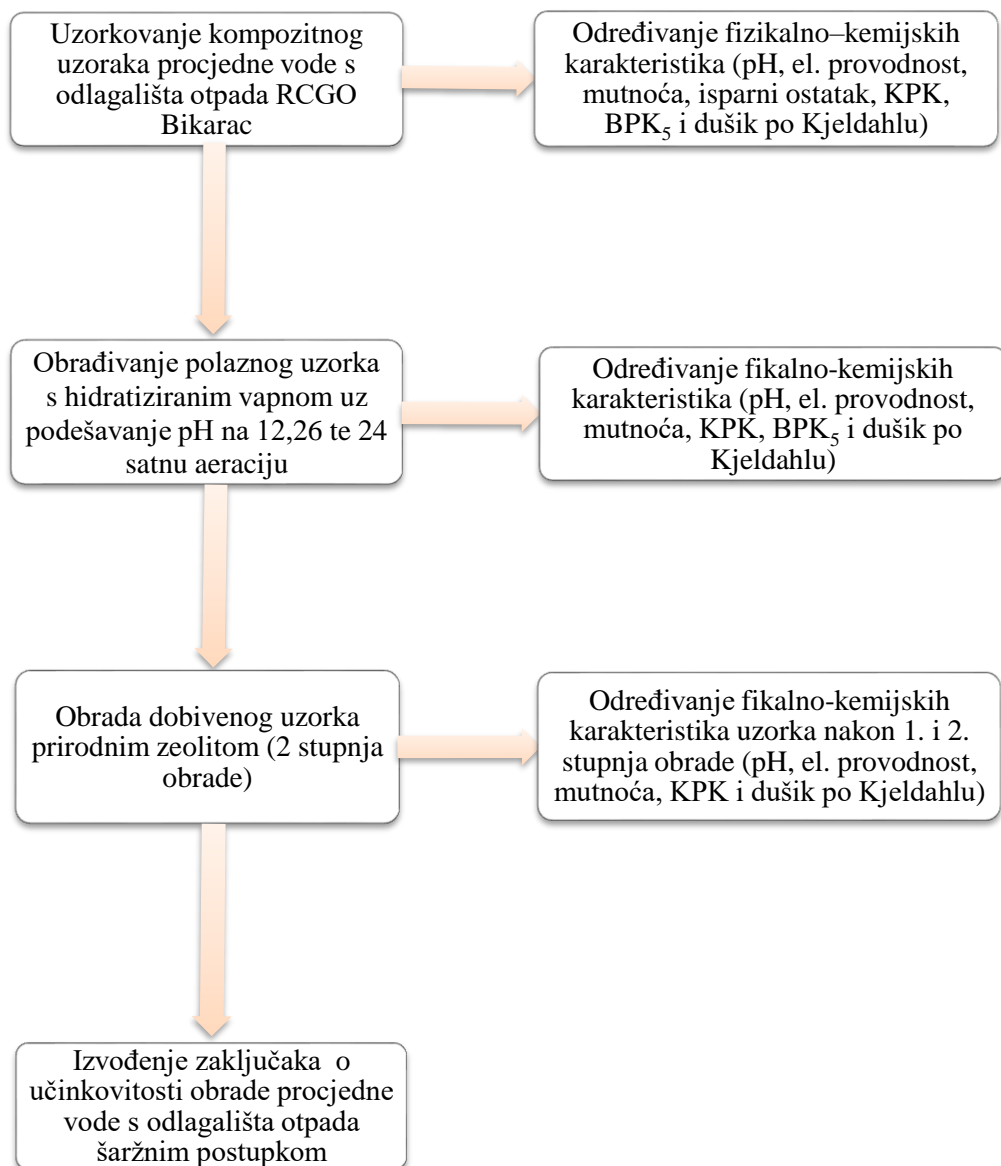 Uzorkovanje kompozitnog
uzoraka procjedne vode s
odlagališta otpada RCGO
Bikarac
Određivanje fizikalno–kemijskih
karakteristika (pH, el. provodnost,
mutnoća, isparni ostatak, KPK,
BPK₅ i dušik po Kjeldahlu)
Obrađivanje polaznog uzorka
s hidratiziranim vapnom uz
podešavanje pH na 12,26 te 24
satnu aeraciju
Određivanje fikalno-kemijskih
karakteristika (pH, el. provodnost,
mutnoća, KPK, BPK₅ i dušik po
Kjeldahlu)
Obrada dobivenog uzorka
prirodnim zeolitom (2 stupnja
obrade)
Određivanje fikalno-kemijskih
karakteristika uzorka nakon 1. i 2.
stupnja obrade (pH, el. provodnost,
mutnoća, KPK i dušik po Kjeldahlu)
Izvođenje zaključaka o
učinkovitosti obrade procjedne
vode s odlagališta otpada
šaržnim postupkom